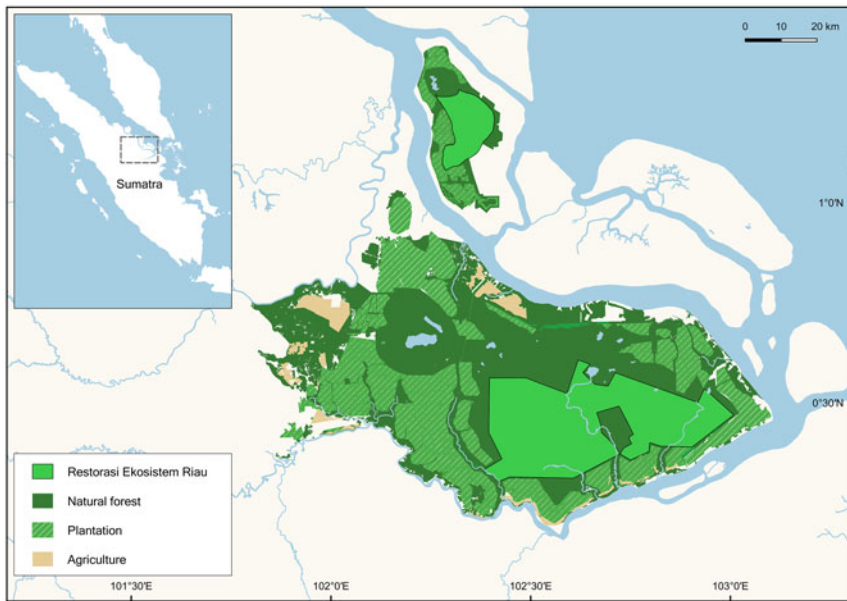 0 10 20 km
Sumatra
1°0'N
0°30'N
Restorasi Ekosistem Riau
Natural forest
Plantation
Agriculture
101°30'E 102°0'E 102°30'E 103°0'E